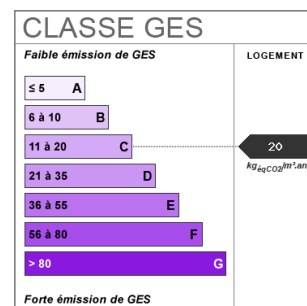 CLASSE GES
Faible émission de GES
LOGEMENT
≤ 5 A
6 à 10 B
11 à 20 C
20
kgéqCO2/m².an
21 à 35 D
36 à 55 E
56 à 80 F
> 80 G
Forte émission de GES